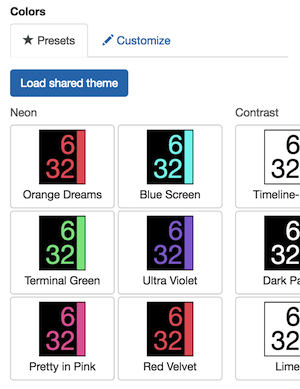 Colors
Presets
Customize
Load shared theme
Neon
Contrast
6
32
Orange Dreams
6
32
Blue Screen
6
32
Timeline-
6
32
Terminal Green
6
32
Ultra Violet
6
32
Dark Pa
6
32
Pretty in Pink
6
32
Red Velvet
6
32
Lime